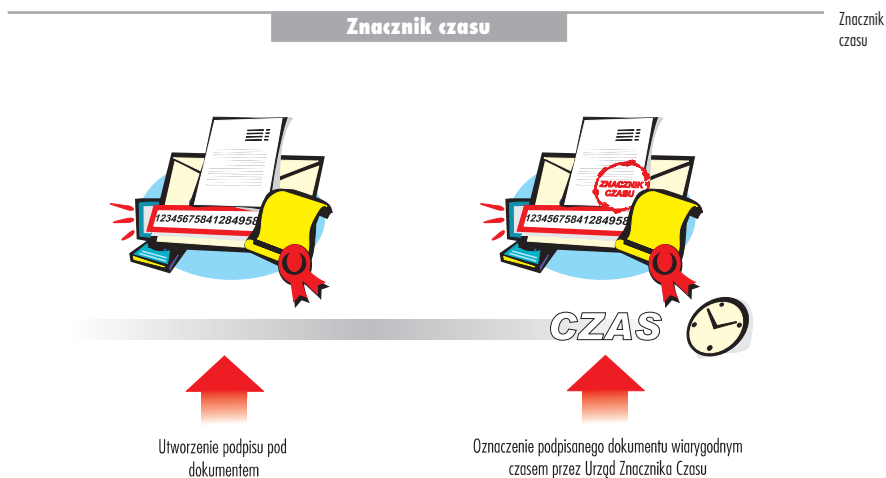 Znacznik czasu
Znacznik
czasu
12345675841284958
12345675841284958
ZNACZNIK
CZASU
CZAS
Utworzenie podpisu pod
dokumentem
Oznaczenie podpisanego dokumentu wiarygodnym
czasem przez Urząd Znacznika Czasu